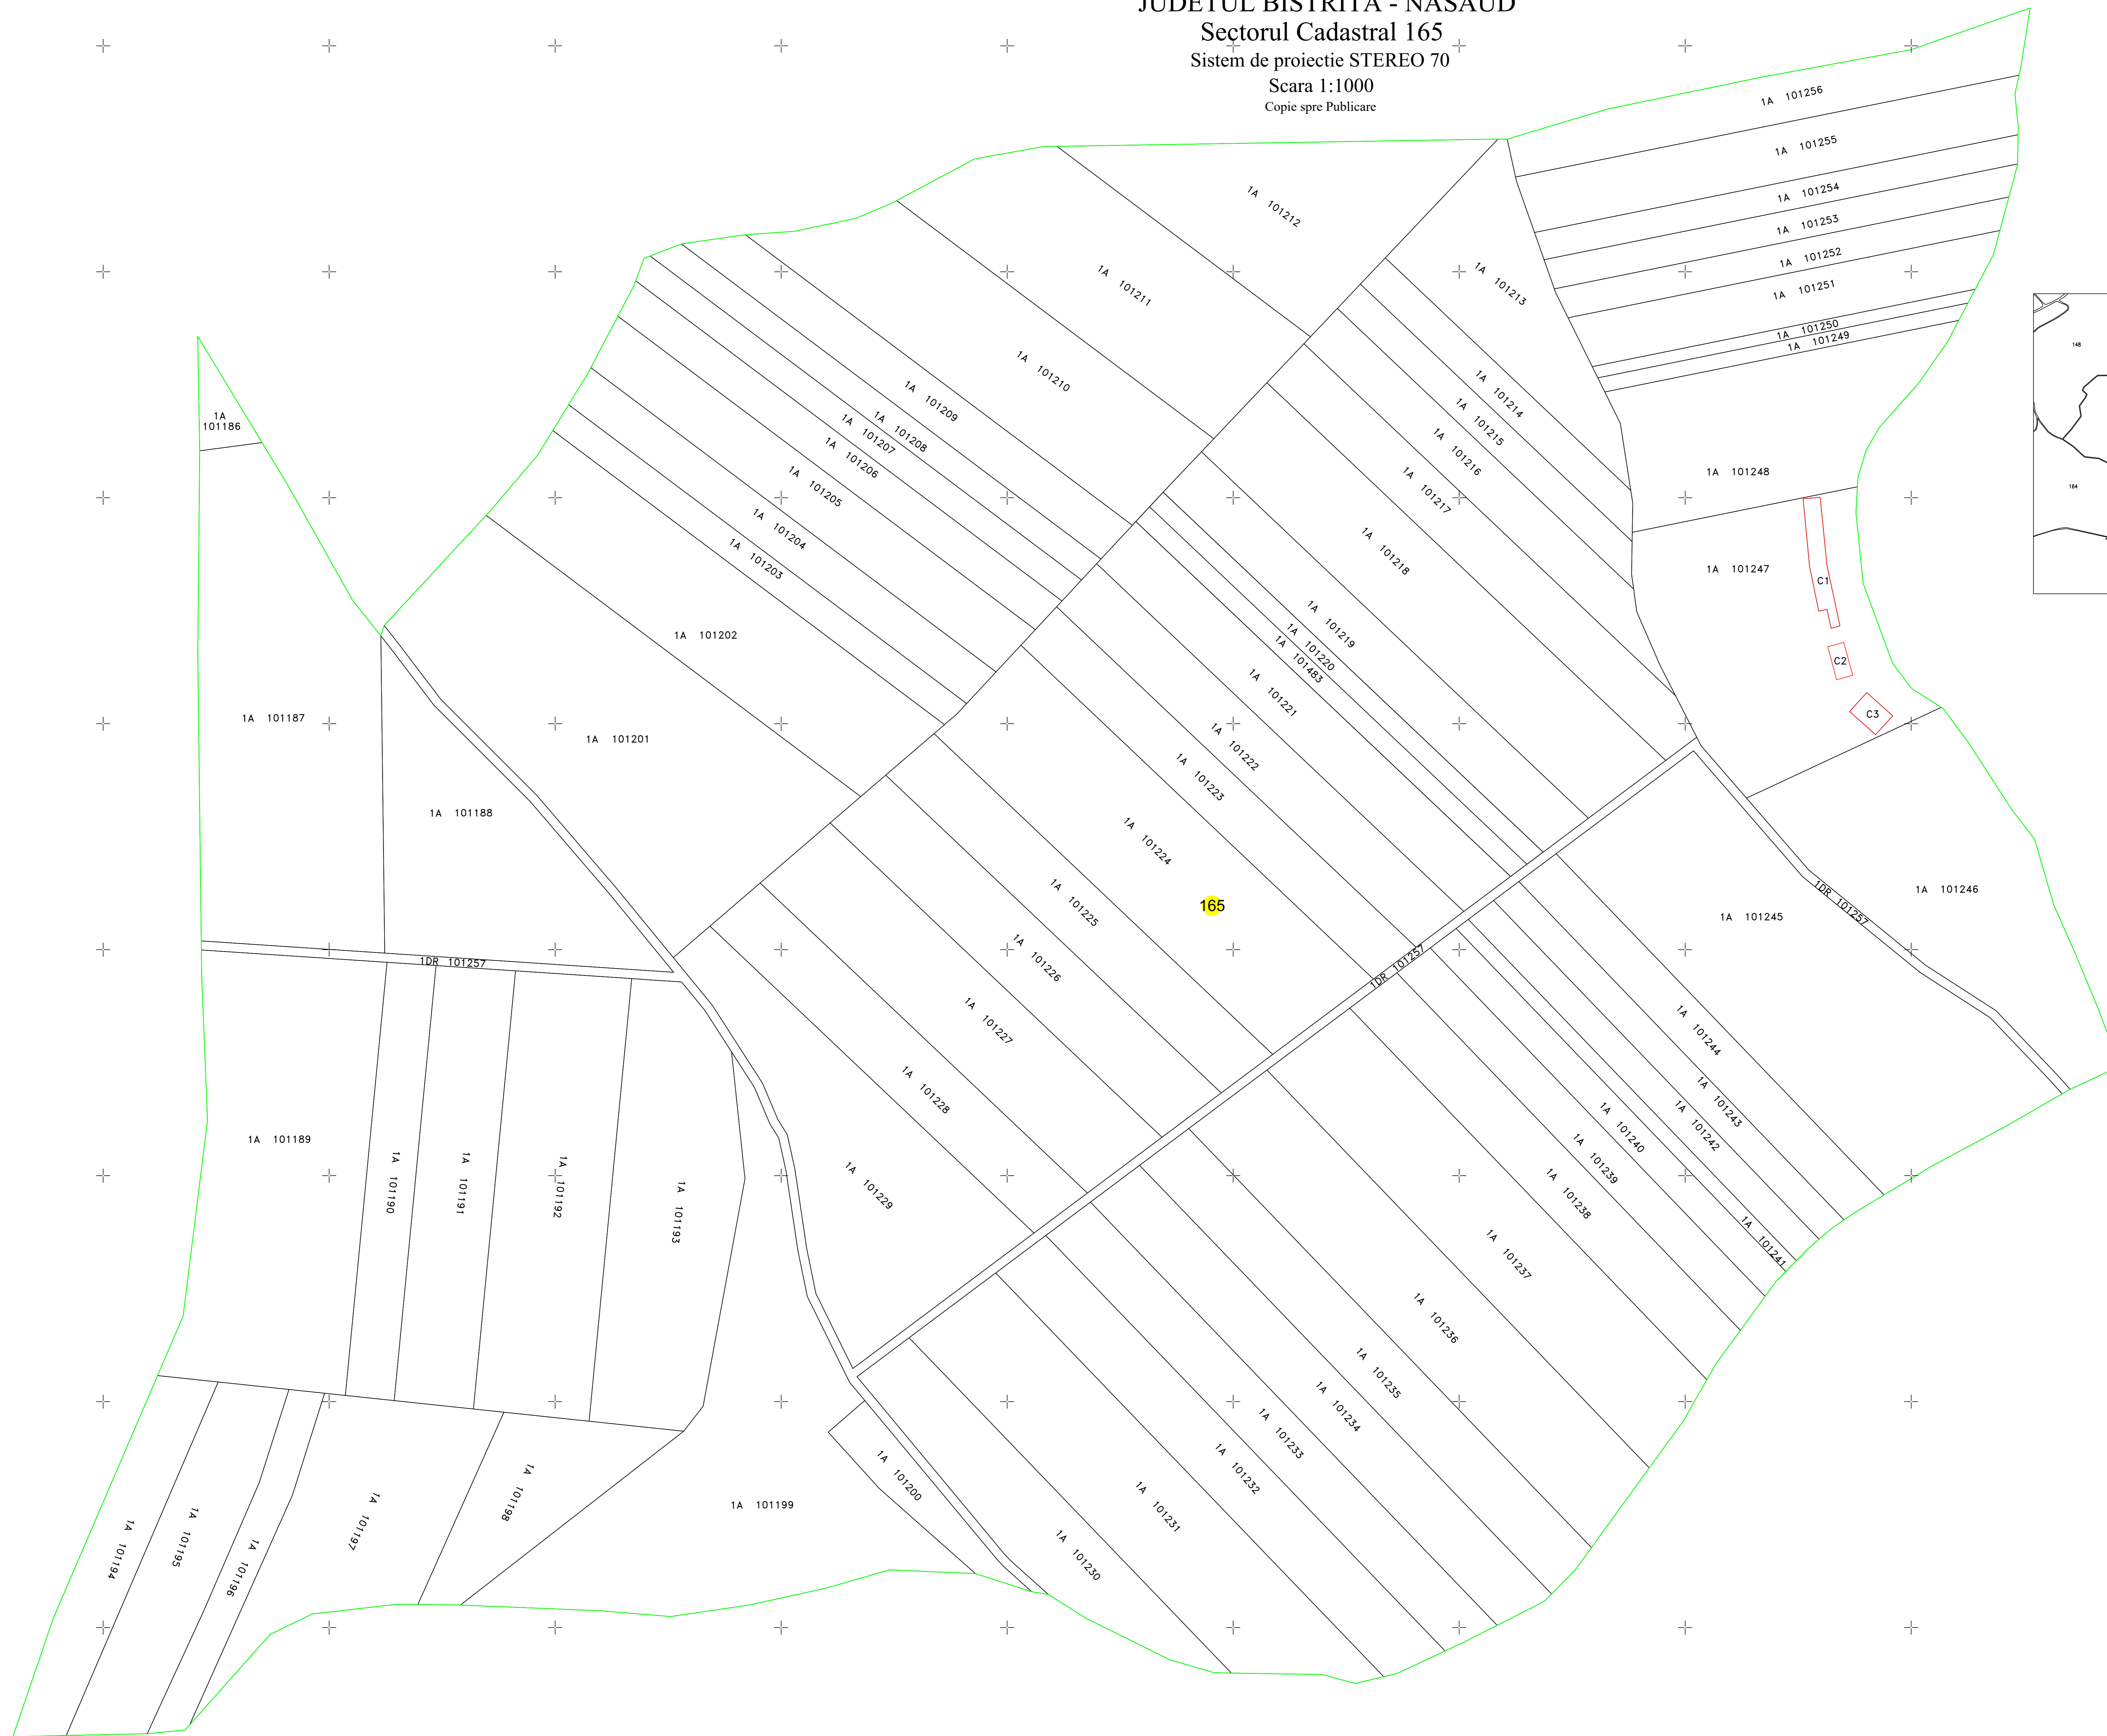 JUDETUL BISTRITA - NASAUD
Sectorul Cadastral 165
Sistem de proiectie STEREO 70
Scara 1:1000
Copie spre Publicare
1A 101256
1A 101255
1A 101254
1A 101253
1A 101252
1A 101251
1A 101250
1A 101249
1A 101248
1A 101247
C1
C2
C3
148
164
1A 101212
1A 101213
1A 101211
1A 101210
1A 101209
1A 101208
1A 101207
1A 101206
1A 101205
1A 101204
1A 101203
1A 101202
1A 101201
1A 101214
1A 101215
1A 101216
1A 101217
1A 101218
1A 101219
1A 101220
1A 101483
1A 101221
1A 101222
1A 101223
1A 101224
165
1A 101225
1A 101226
1A 101227
1A 101228
1A 101229
1A
101186
1A 101187
1A 101188
1DR 101257
1A 101189
1A 101190
1A 101191
1A 101192
1A 101193
1A 101194
1A 101195
1A 101196
1A 101197
1A 101198
1A 101199
1A 101200
1DR 101257
1DR 101257
1A 101246
1A 101245
1A 101244
1A 101243
1A 101242
1A 101241
1A 101240
1A 101239
1A 101238
1A 101237
1A 101236
1A 101235
1A 101234
1A 101233
1A 101232
1A 101231
1A 101230